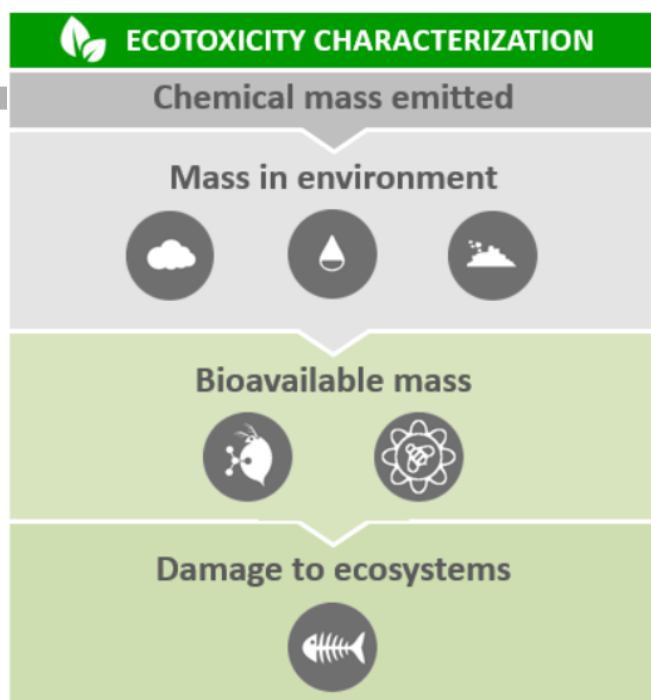 ECOTOXICITY CHARACTERIZATION
Chemical mass emitted
Mass in environment
Bioavailable mass
Damage to ecosystems